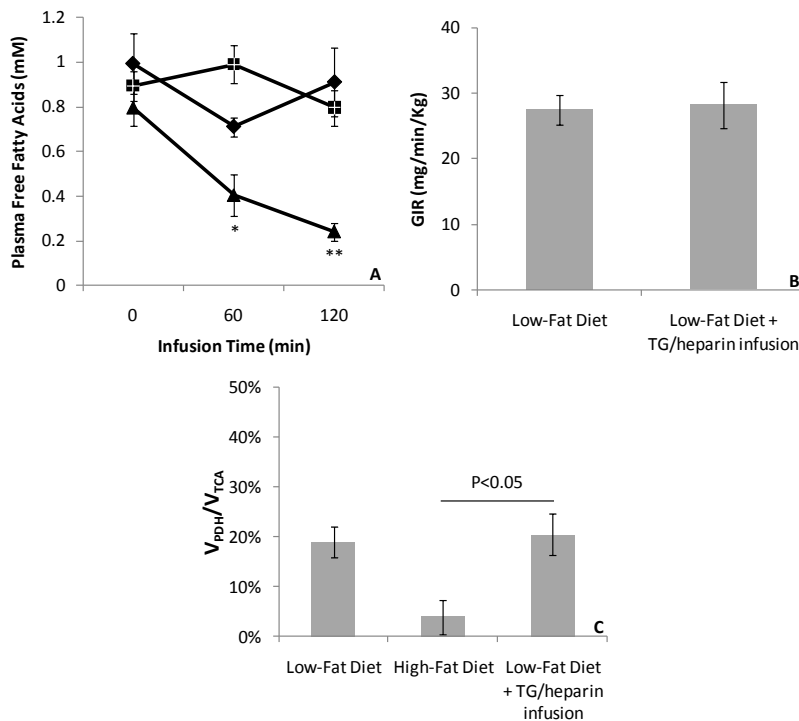 Plasma Free Fatty Acids (mM)
1.2
1
0.8
0.6
0.4
0.2
0
0
60
120
*
**
A
Infusion Time (min)
GIR (mg/min/Kg)
40
30
20
10
0
B
Low-Fat Diet
Low-Fat Diet +
TG/heparin infusion
V_PDH/V_TCA
50%
40%
30%
20%
10%
0%
P<0.05
C
Low-Fat Diet
High-Fat Diet
Low-Fat Diet
+ TG/heparin
infusion